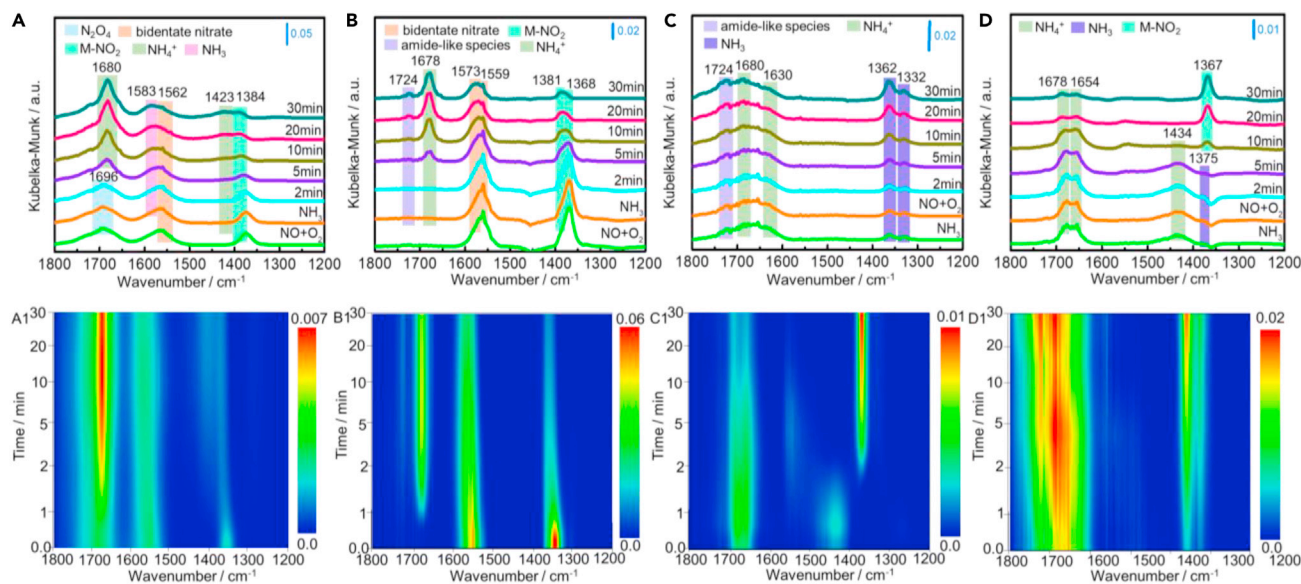 A
N₂O₄ bidentate nitrate
M-NO₂ NH₄⁺ NH₃
0.05
1680
1583 1562 1423 1384
1696
30min
20min
10min
5min
2min
NH₃
NO+O₂
Kubelka-Munk / a.u.
1800 1700 1600 1500 1400 1300 1200
Wavenumber / cm⁻¹
B
bidentate nitrate M-NO₂
amide-like species NH₄⁺
0.02
1724 1678 1573 1559 1381 1368
30min
20min
10min
5min
2min
NH₃
NO+O₂
Kubelka-Munk / a.u.
1800 1700 1600 1500 1400 1300 1200
Wavenumber / cm⁻¹
C
amide-like species NH₄⁺
NH₃
0.02
1724 1680 1630 1362 1332
30min
20min
10min
5min
2min
NO+O₂
NH₃
Kubelka-Munk / a.u.
1800 1700 1600 1500 1400 1300 1200
Wavenumber / cm⁻¹
D
NH₄⁺ NH₃ M-NO₂
0.01
1367
1678 1654
1434
1375
30min
20min
10min
5min
2min
NO+O₂
NH₃
Kubelka-Munk / a.u.
1800 1700 1600 1500 1400 1300 1200
Wavenumber / cm⁻¹
A1
30
20
10
5
2
1
0.0
Time / min
1800 1700 1600 1500 1400 1300 1200
Wavenumber / cm⁻¹
0.007
0.0
B1
30
20
10
5
2
1
0.0
Time / min
1800 1700 1600 1500 1400 1300 1200
Wavenumber / cm⁻¹
0.06
0.0
C1
30
20
10
5
2
1
0.0
Time / min
1800 1700 1600 1500 1400 1300 1200
Wavenumber / cm⁻¹
0.01
0.0
D1
30
20
10
5
2
1
0.0
Time / min
1800 1700 1600 1500 1400 1300 1200
Wavenumber / cm⁻¹
0.02
0.0